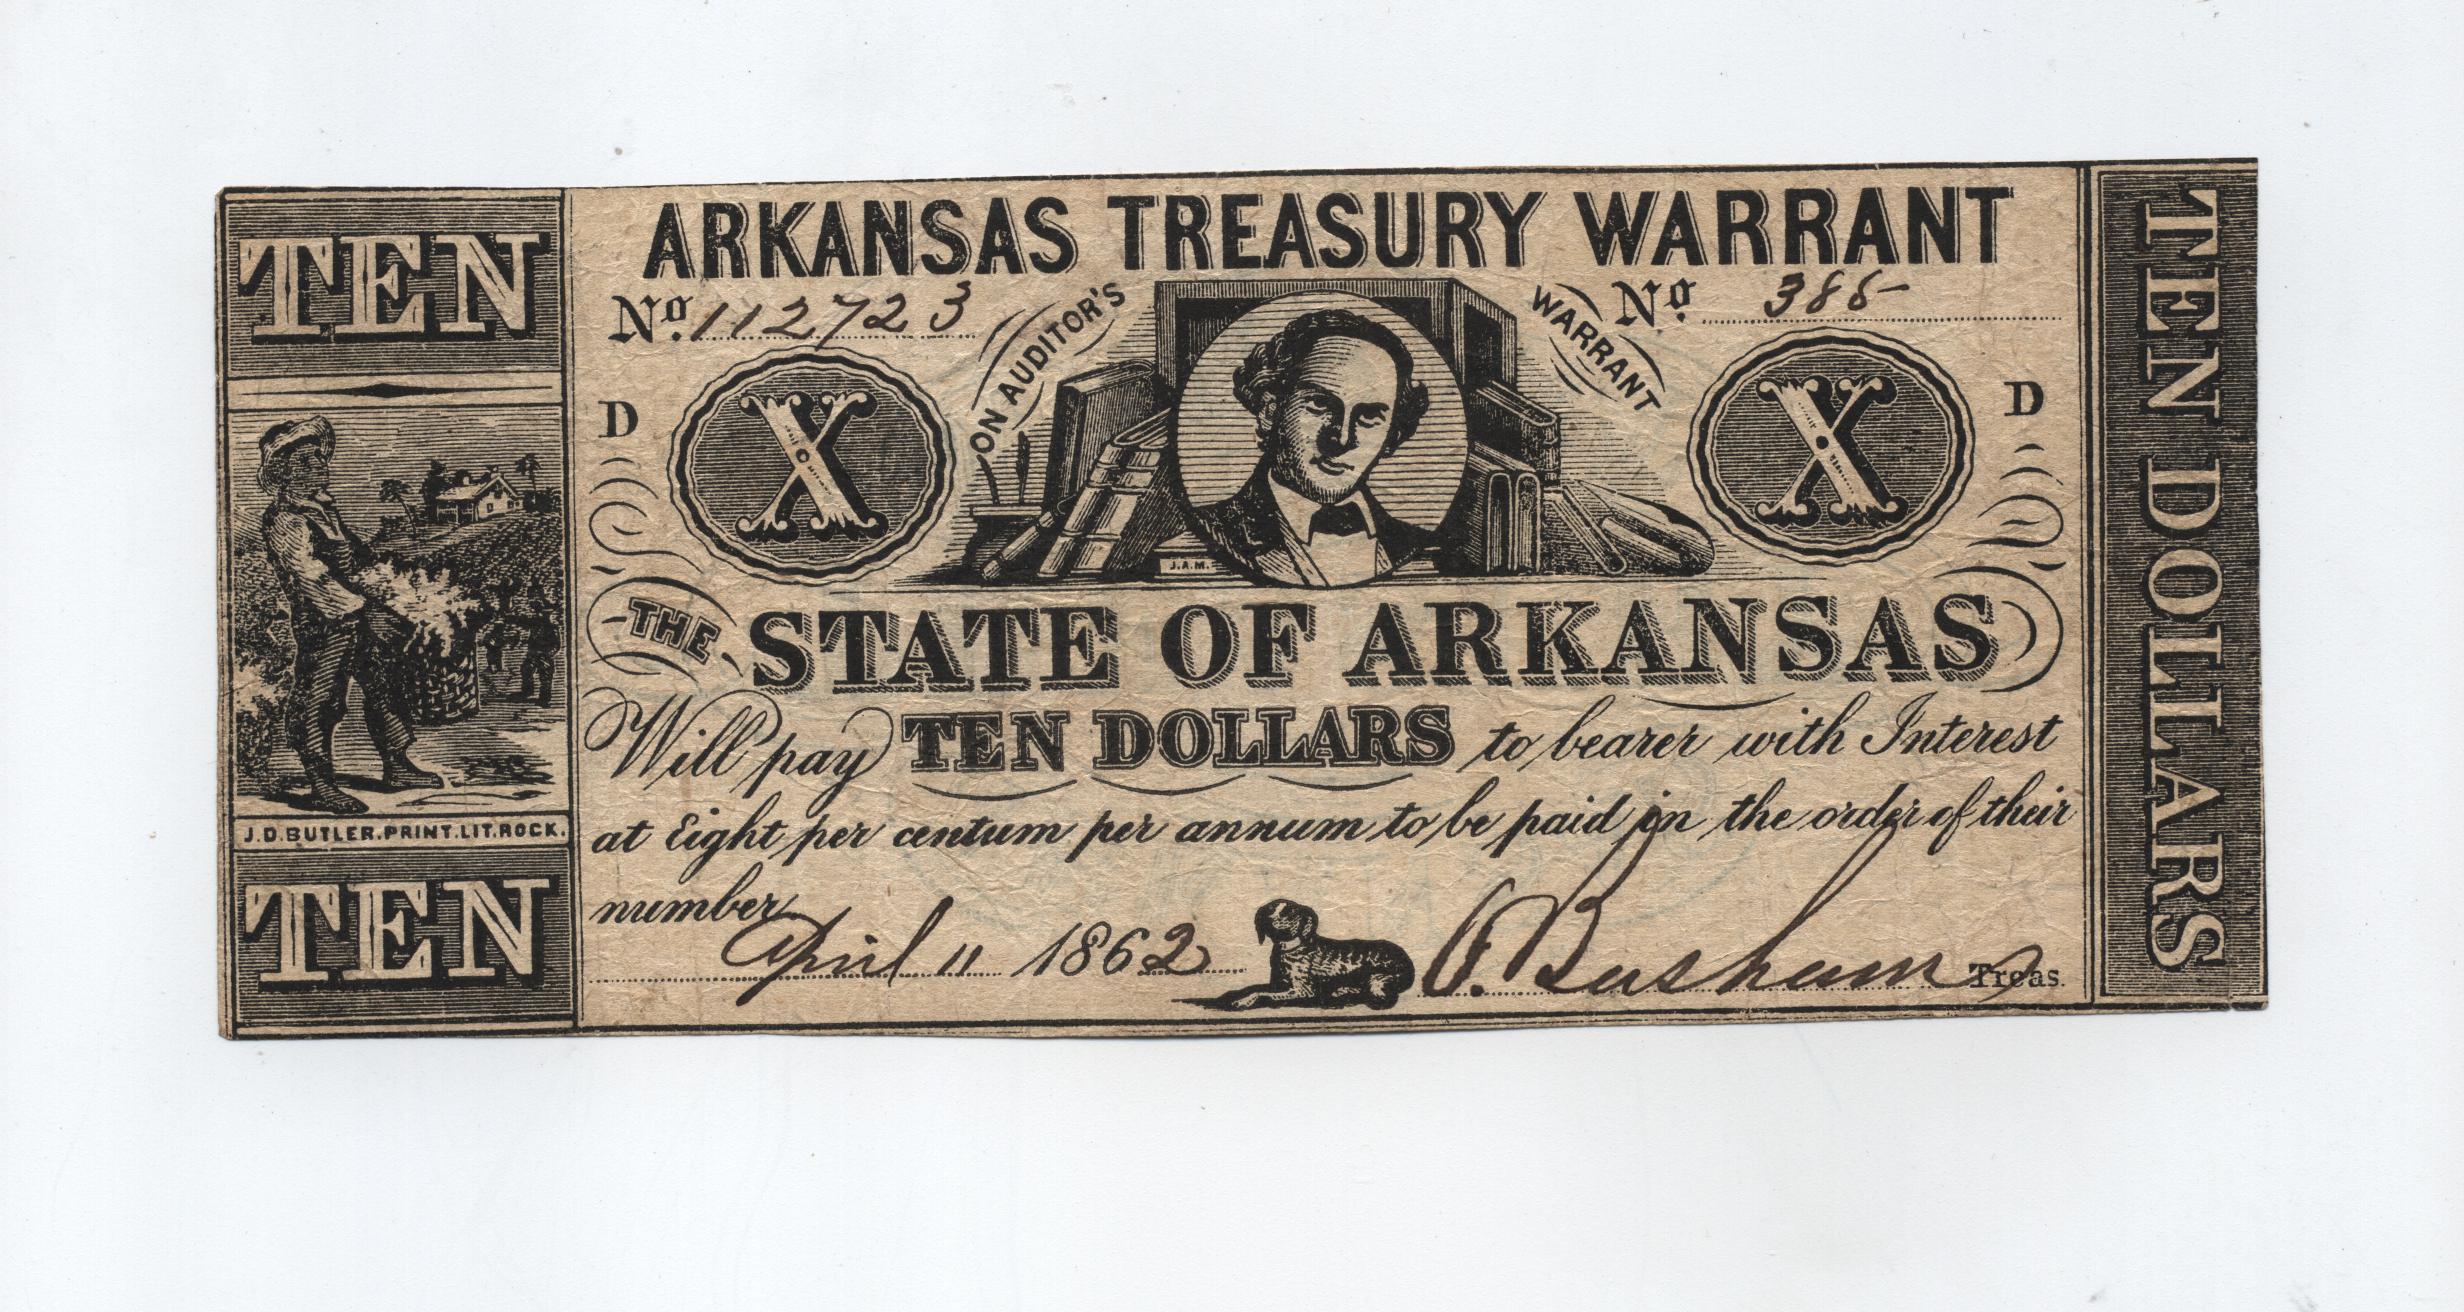 TEN
ARKANSAS TREASURY WARRANT
No. 112723
ON AUDITOR'S
WARRANT
No. 385
D
X
X
D
J.A.M.
THE STATE OF ARKANSAS
Will pay TEN DOLLARS to bearer with Interest
at Eight per centum per annum to be paid in the order of their
number
April 11 1862
O. Basham Treas.
J.D.BUTLER.PRINT.LIT.ROCK.
TEN
TEN DOLLARS